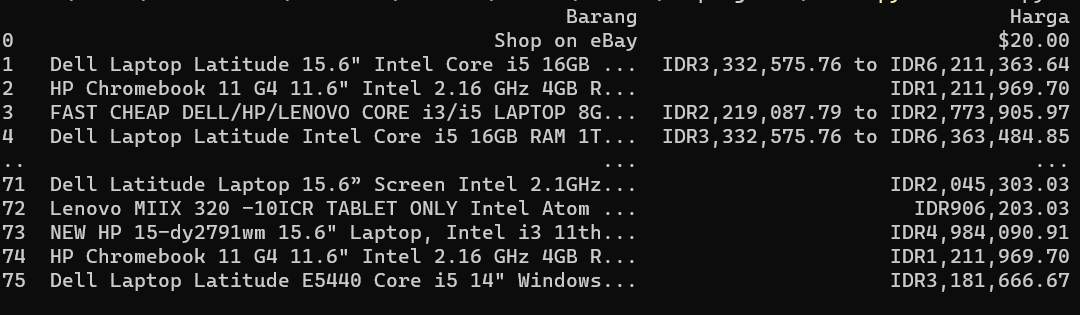 Barang Harga
0 Shop on eBay $20.00
1 Dell Laptop Latitude 15.6" Intel Core i5 16GB ... IDR3,332,575.76 to IDR6,211,363.64
2 HP Chromebook 11 G4 11.6" Intel 2.16 GHz 4GB R... IDR1,211,969.70
3 FAST CHEAP DELL/HP/LENOVO CORE i3/i5 LAPTOP 8G... IDR2,219,087.79 to IDR2,773,905.97
4 Dell Laptop Latitude Intel Core i5 16GB RAM 1T... IDR3,332,575.76 to IDR6,363,484.85
.. ... ...
71 Dell Latitude Laptop 15.6” Screen Intel 2.1GHz... IDR2,045,303.03
72 Lenovo MIIX 320 -10ICR TABLET ONLY Intel Atom ... IDR906,203.03
73 NEW HP 15-dy2791wm 15.6" Laptop, Intel i3 11th... IDR4,984,090.91
74 HP Chromebook 11 G4 11.6" Intel 2.16 GHz 4GB R... IDR1,211,969.70
75 Dell Laptop Latitude E5440 Core i5 14" Windows... IDR3,181,666.67